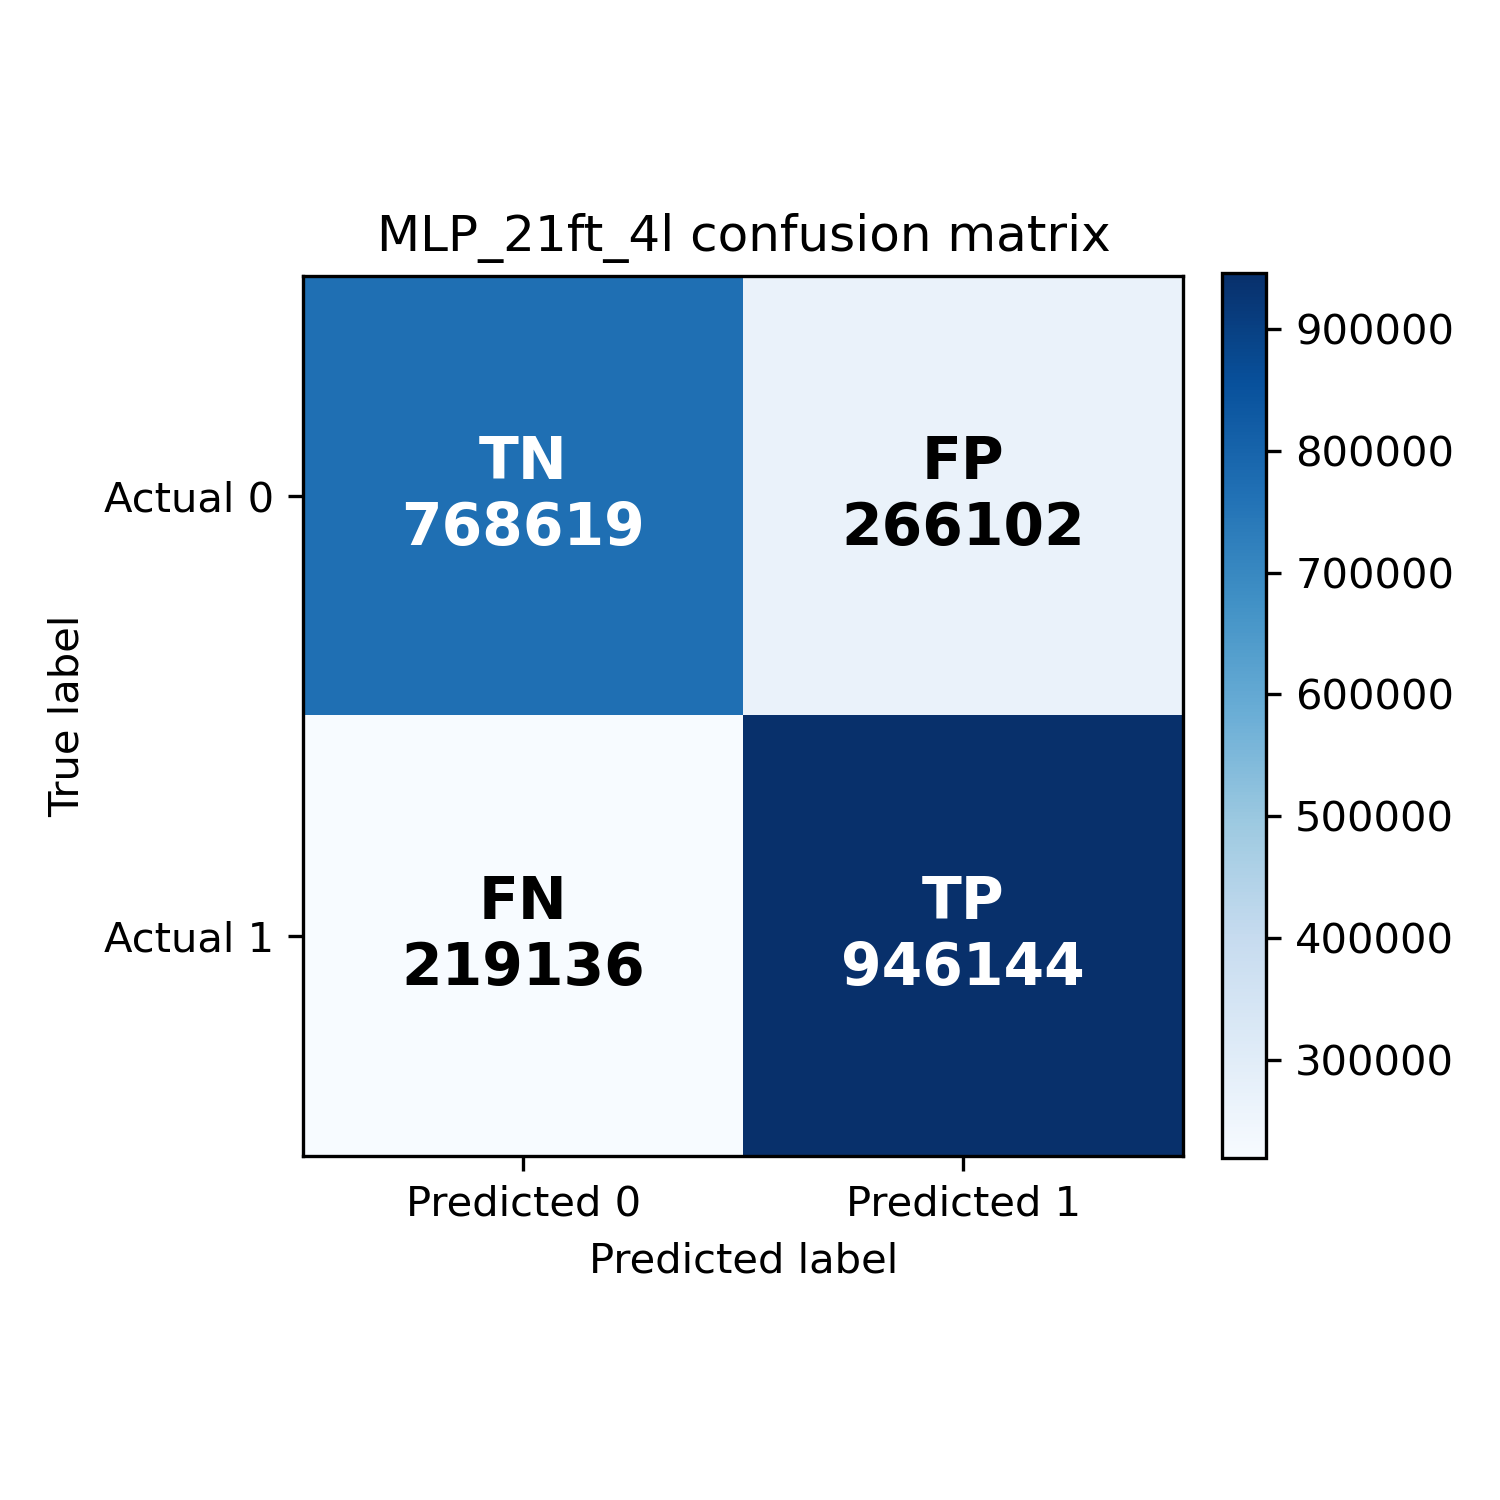 MLP_21ft_4l confusion matrix
TN
768619
FP
266102
FN
219136
TP
946144
Actual 0
Actual 1
True label
Predicted 0
Predicted 1
Predicted label
900000
800000
700000
600000
500000
400000
300000